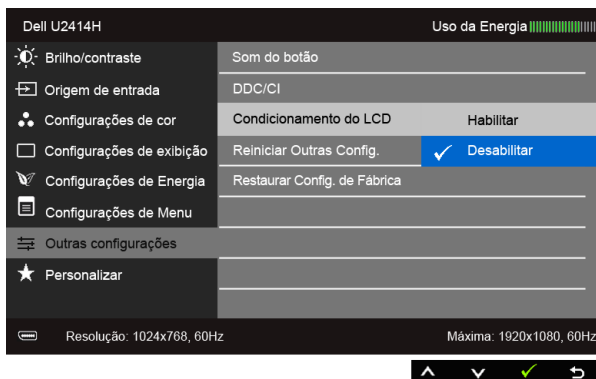 Dell U2414H Uso da Energia
Brilho/contraste Som do botão
Origem de entrada DDC/CI
Configurações de cor Condicionamento do LCD Habilitar
Configurações de exibição Reiniciar Outras Config. Desabilitar
Configurações de Energia Restaurar Config. de Fábrica
Configurações de Menu
Outras configurações
Personalizar
Resolução: 1024x768, 60Hz Máxima: 1920x1080, 60Hz